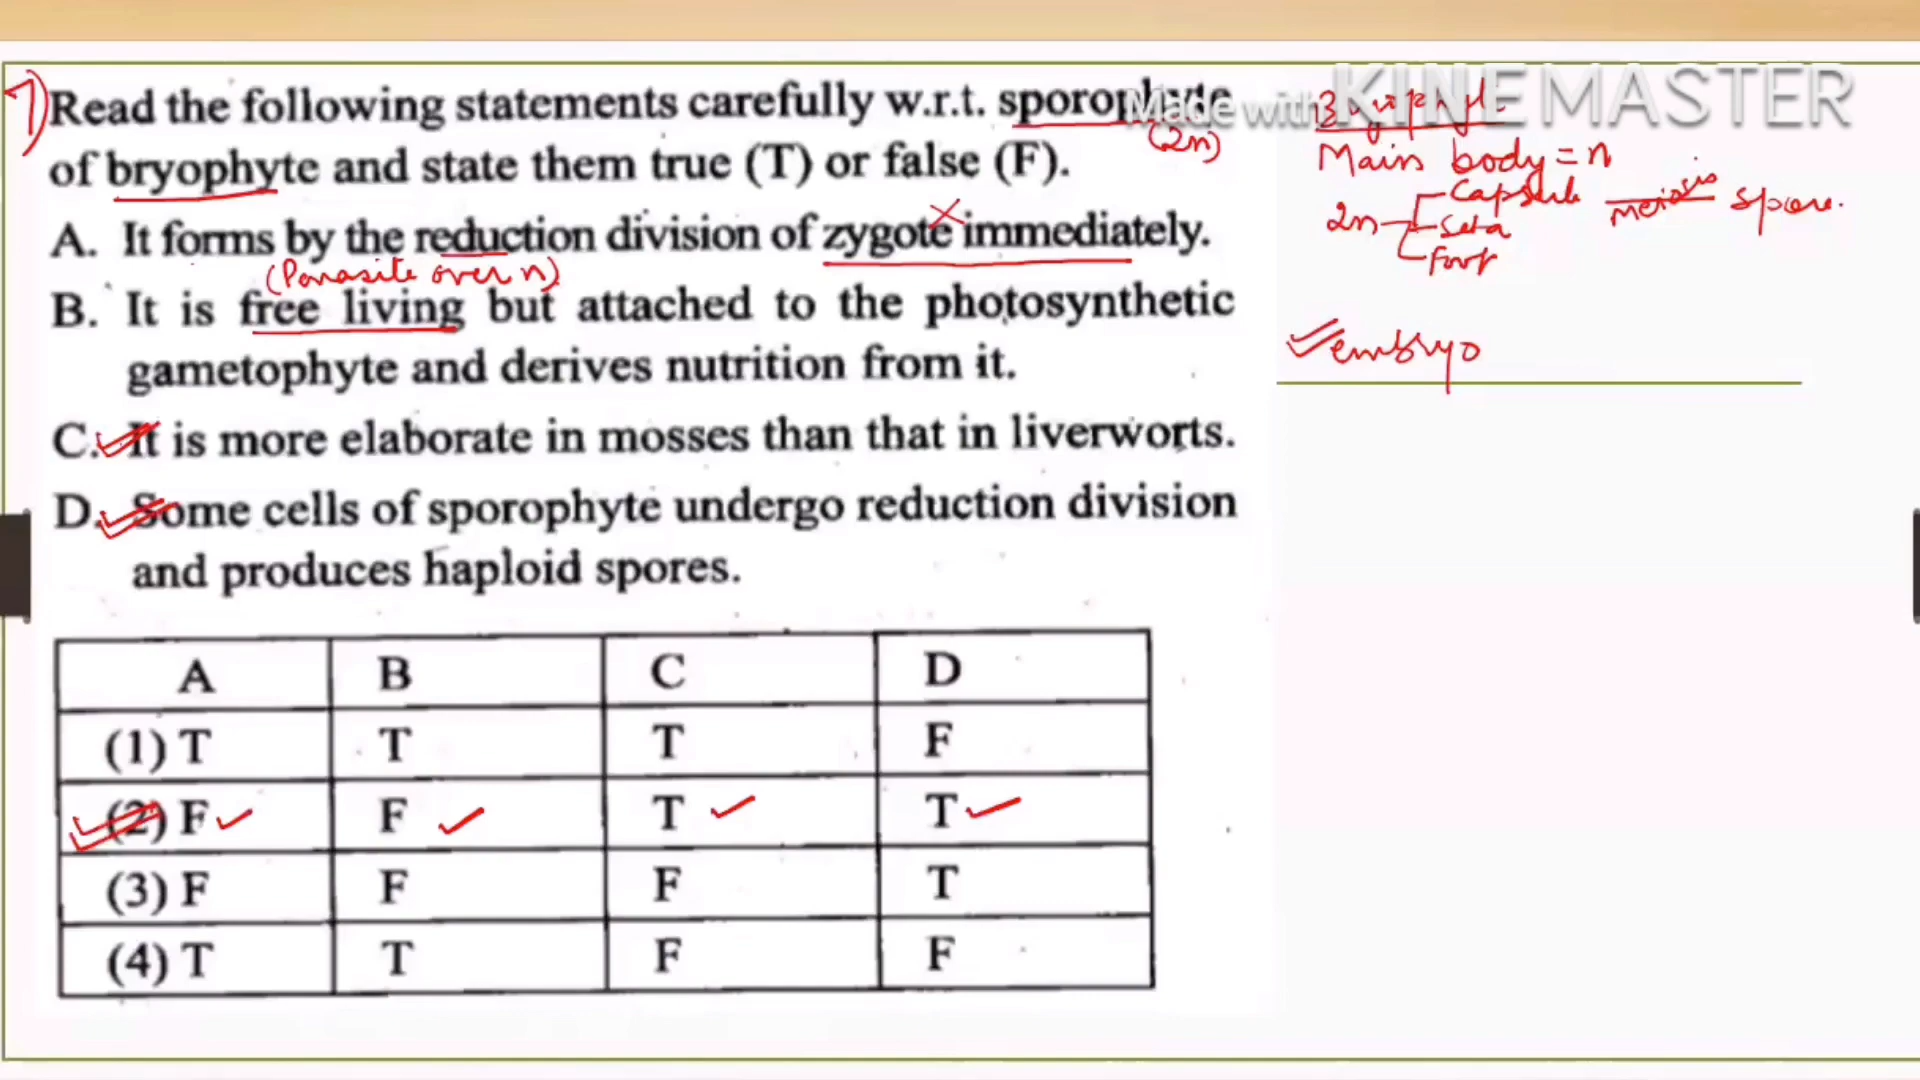 7) Read the following statements carefully w.r.t. sporophyte
(2n)
of bryophyte and state them true (T) or false (F).
A. It forms by the reduction division of zygote immediately.
(Parasite over n)
B. It is free living but attached to the photosynthetic
gametophyte and derives nutrition from it.
C. It is more elaborate in mosses than that in liverworts.
D. Some cells of sporophyte undergo reduction division
and produces haploid spores.
A B C D
(1) T T T F
(2) F F T T
(3) F F F T
(4) T T F F
Made with KINEMASTER
Bryophyte
Main body = n
2n Capsule meiosis spore.
Seta
Foot
embryo